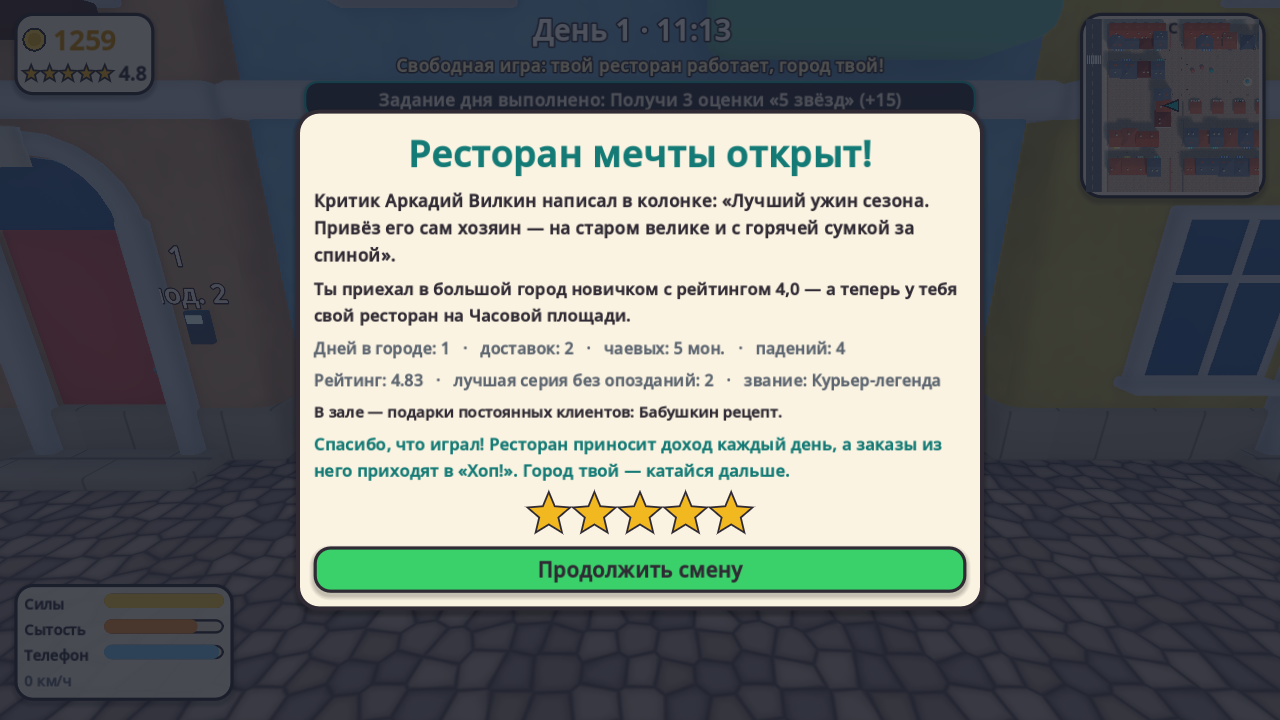 1259
4.8
День 1 · 11:13
Свободная игра: твой ресторан работает, город твой!
Задание дня выполнено: Получи 3 оценки «5 звёзд» (+15)
С
Ресторан мечты открыт!
Критик Аркадий Вилкин написал в колонке: «Лучший ужин сезона.
Привёз его сам хозяин — на старом велике и с горячей сумкой за
спиной».
Ты приехал в большой город новичком с рейтингом 4,0 — а теперь у тебя
свой ресторан на Часовой площади.
Дней в городе: 1 · доставок: 2 · чаевых: 5 мон. · падений: 4
Рейтинг: 4.83 · лучшая серия без опозданий: 2 · звание: Курьер-легенда
В зале — подарки постоянных клиентов: Бабушкин рецепт.
Спасибо, что играл! Ресторан приносит доход каждый день, а заказы из
него приходят в «Хоп!». Город твой — катайся дальше.
Продолжить смену
1
од. 2
Силы
Сытость
Телефон
0 км/ч